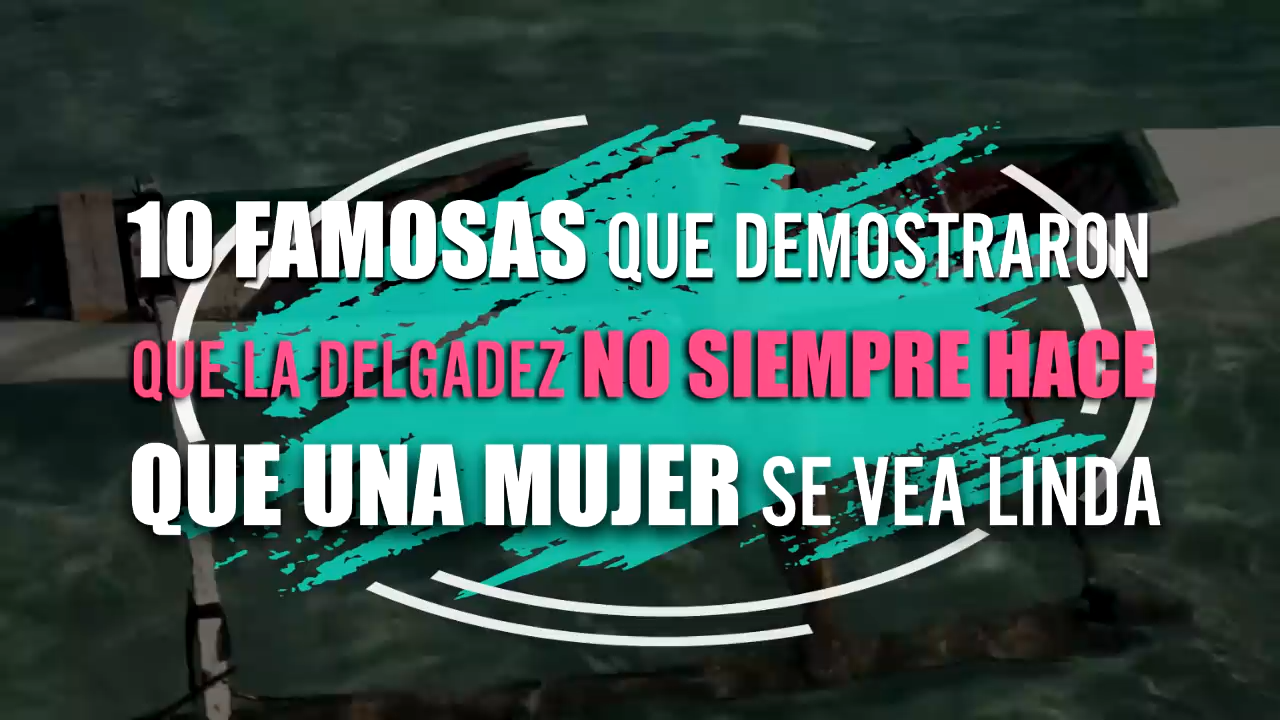 10 FAMOSAS QUE DEMOSTRARON
QUE LA DELGADEZ NO SIEMPRE HACE
QUE UNA MUJER SE VEA LINDA